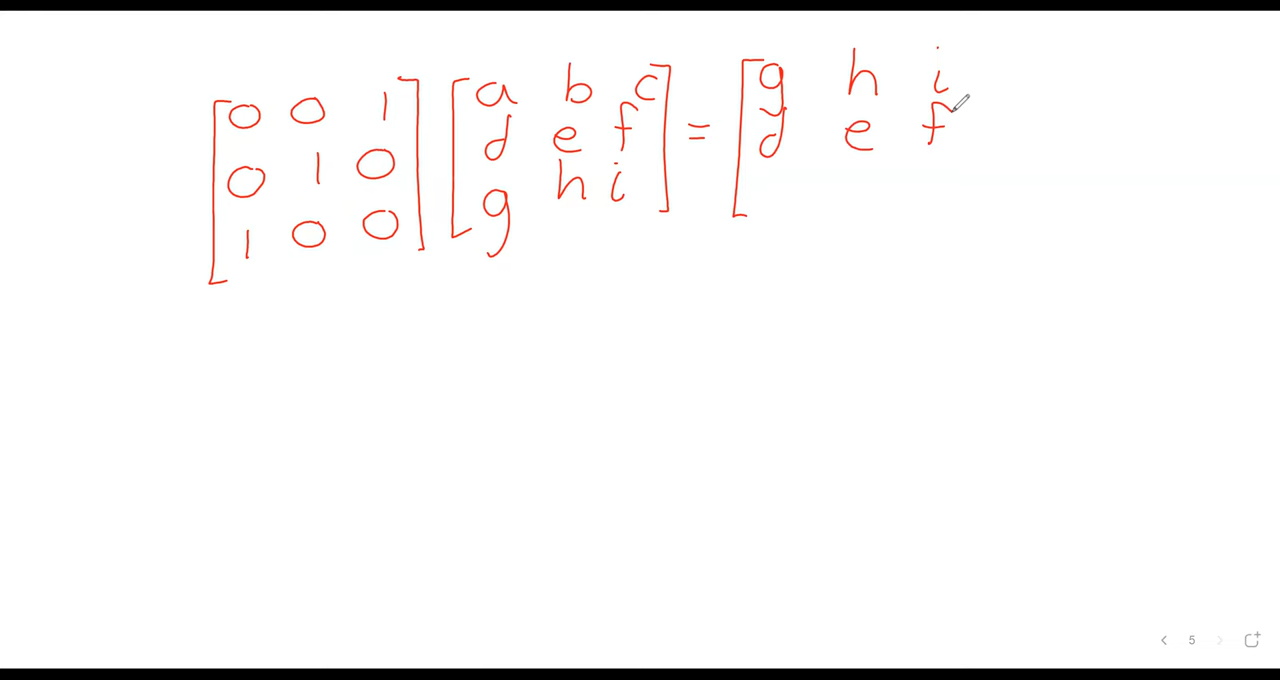 [0 0 1] [a b c] = [g h i
[0 1 0] [d e f] [d e f
[1 0 0] [g h i]
< 5 >